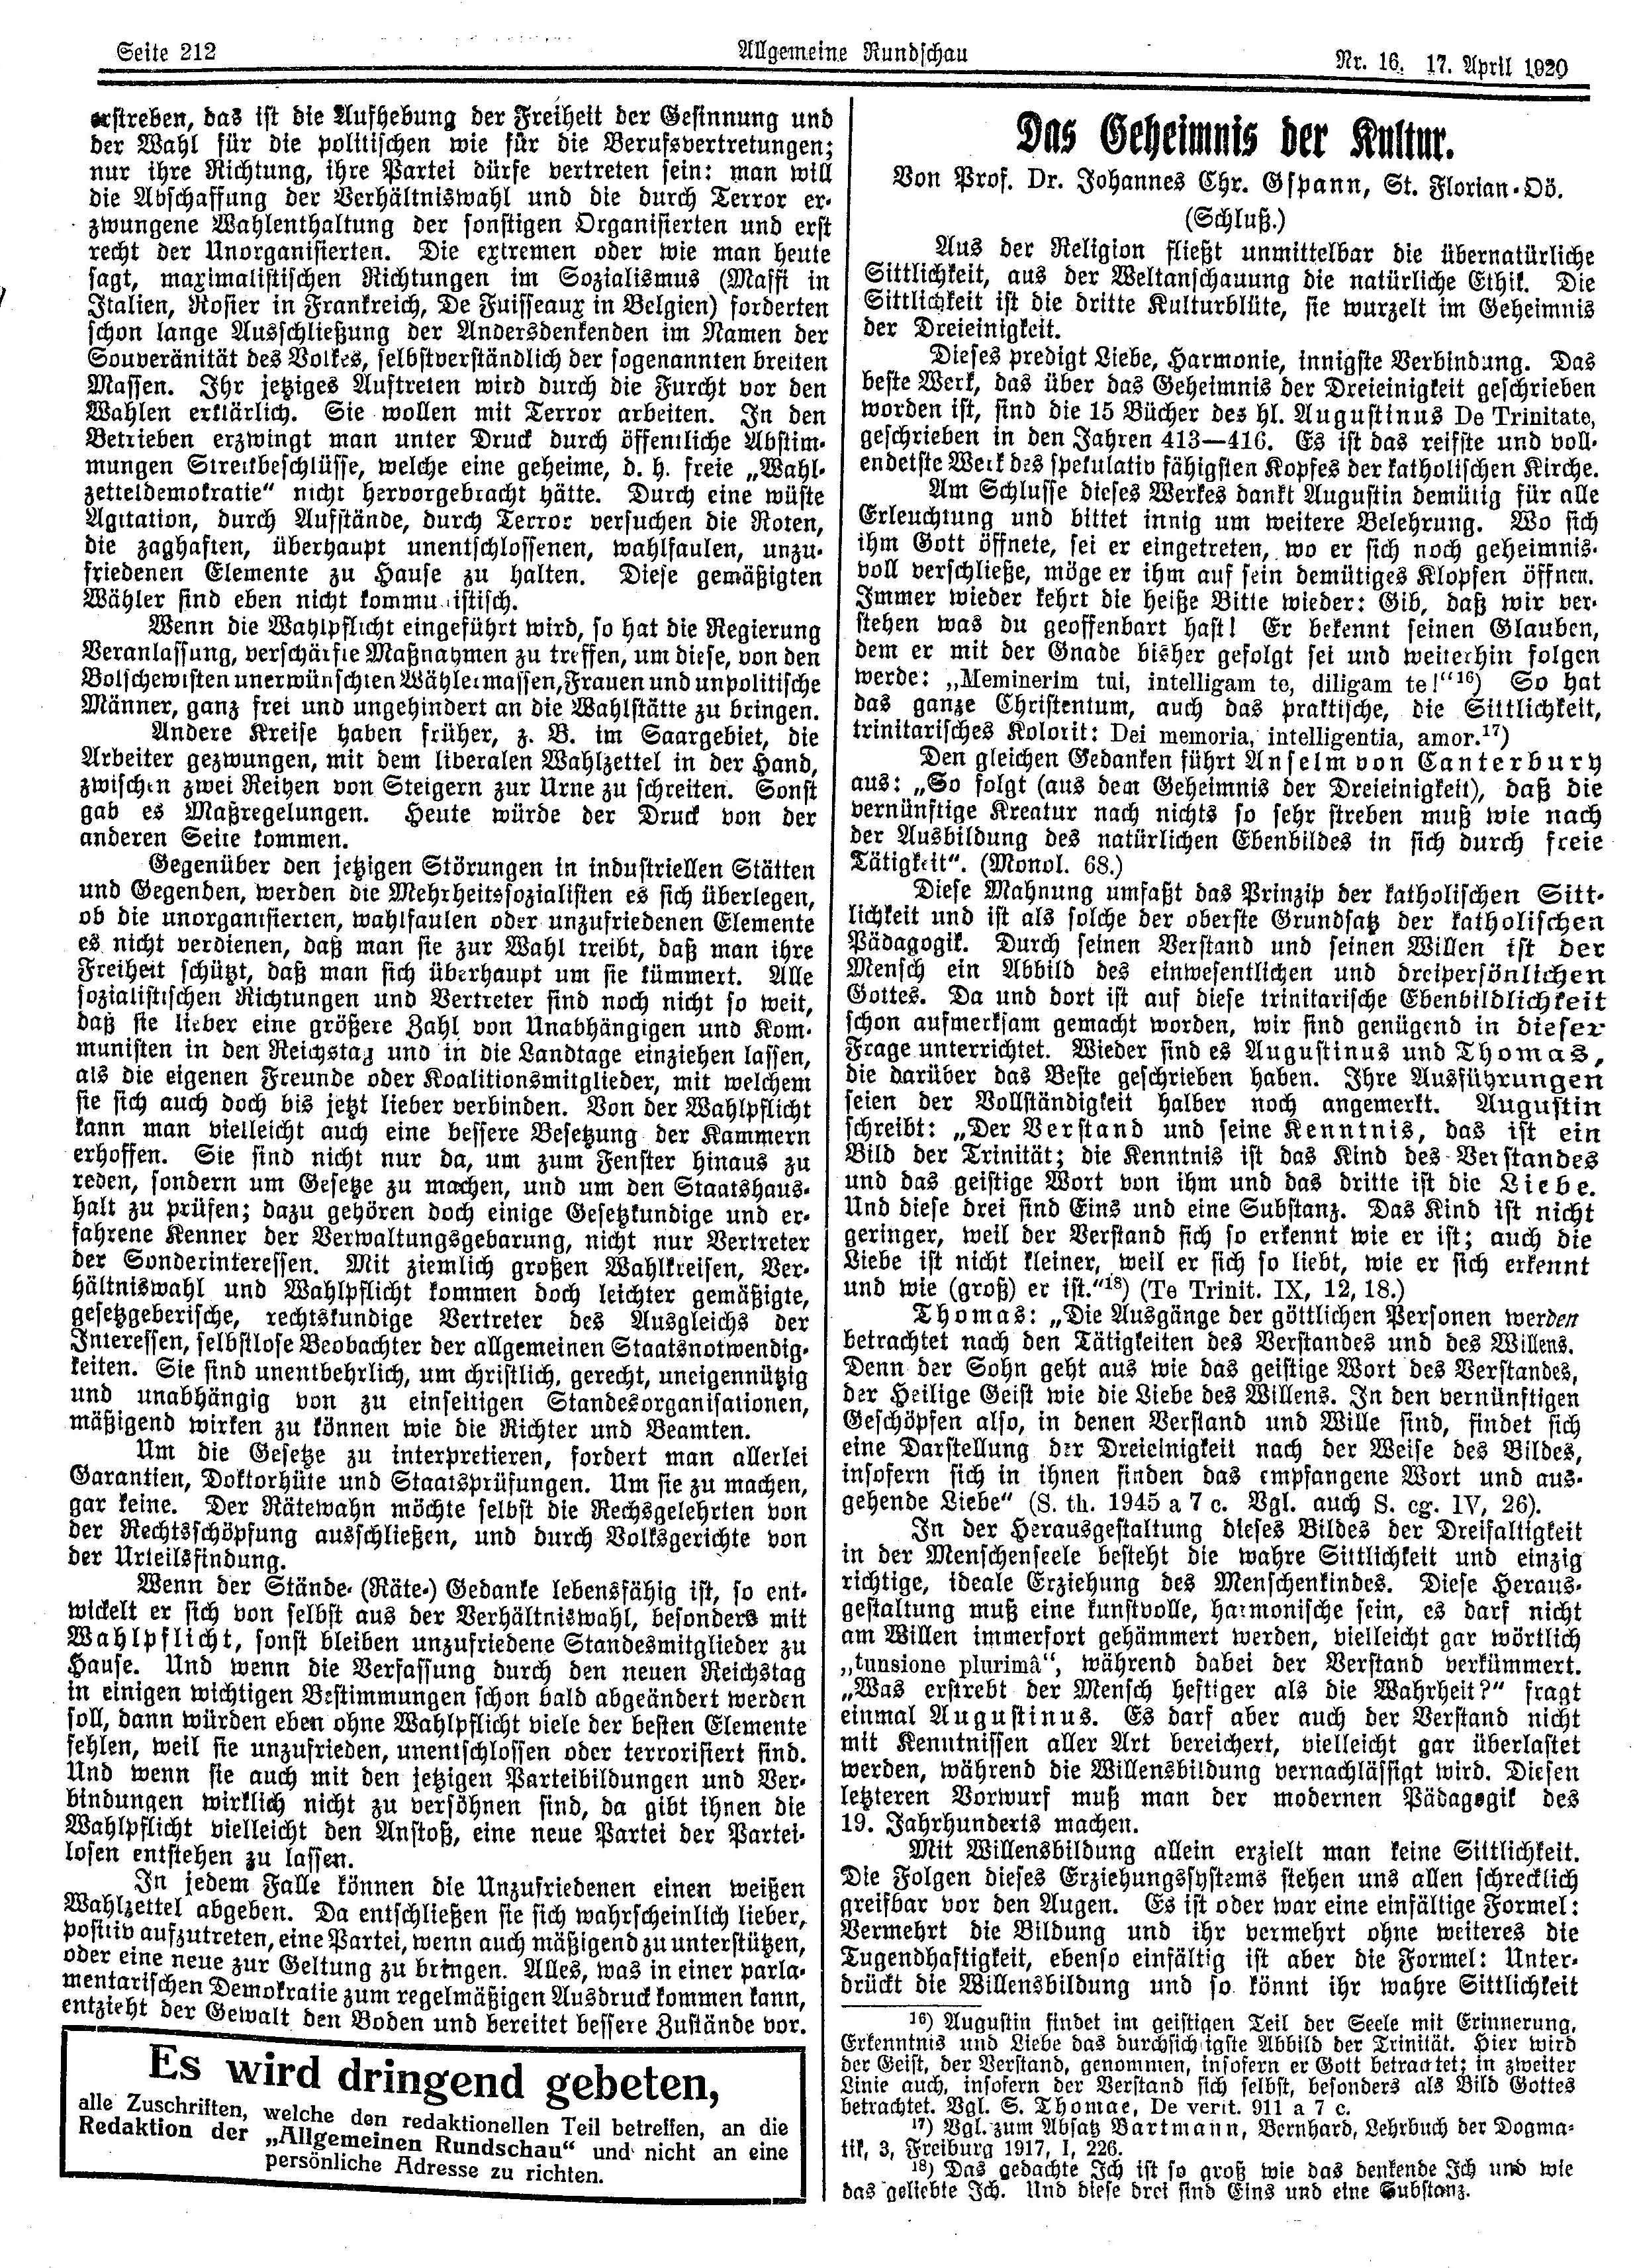 Seite 212
Allgemeine Rundschau
Nr. 16. 17. April 1920
erstreben, das ist die Aufhebung der Freiheit der Gesinnung und
der Wahl für die politischen wie für die Berufsvertretungen;
nur ihre Richtung, ihre Partei dürfe vertreten sein: man will
die Abschaffung der Verhältniswahl und die durch Terror er-
zwungene Wahlenthaltung der sonstigen Organisierten und erst
recht der Unorganisierten. Die extremen oder wie man heute
sagt, maximalistischen Richtungen im Sozialismus (Massi in
Italien, Rosier in Frankreich, De Fuisseaux in Belgien) forderten
schon lange Ausschließung der Andersdenkenden im Namen der
Souveränität des Volkes, selbstverständlich der sogenannten breiten
Massen. Ihr jetziges Auftreten wird durch die Furcht vor den
Wahlen erklärlich. Sie wollen mit Terror arbeiten. In den
Betrieben erzwingt man unter Druck durch öffentliche Abstim-
mungen Streikbeschlüsse, welche eine geheime, d. h. freie „Wahl-
zetteldemokratie“ nicht hervorgebracht hätte. Durch eine wüste
Agitation, durch Aufstände, durch Terror versuchen die Roten,
die zaghaften, überhaupt unentschlossenen, wahlfaulen, unzu-
friedenen Elemente zu Hause zu halten. Diese gemäßigten
Wähler sind eben nicht kommunistisch.
Wenn die Wahlpflicht eingeführt wird, so hat die Regierung
Veranlassung, verschärfte Maßnahmen zu treffen, um diese, von den
Bolschewisten unerwünschten Wählermassen, Frauen und unpolitische
Männer, ganz frei und ungehindert an die Wahlstätte zu bringen.
Andere Kreise haben früher, z. B. im Saargebiet, die
Arbeiter gezwungen, mit dem liberalen Wahlzettel in der Hand,
zwischen zwei Reihen von Steigern zur Urne zu schreiten. Sonst
gab es Maßregelungen. Heute würde der Druck von der
anderen Seite kommen.
Gegenüber den jetzigen Störungen in industriellen Stätten
und Gegenden, werden die Mehrheitssozialisten es sich überlegen,
ob die unorganisierten, wahlfaulen oder unzufriedenen Elemente
es nicht verdienen, daß man sie zur Wahl treibt, daß man ihre
Freiheit schützt, daß man sich überhaupt um sie kümmert. Alle
sozialistischen Richtungen und Vertreter sind noch nicht so weit,
daß sie lieber eine größere Zahl von Unabhängigen und Kom-
munisten in den Reichstag und in die Landtage einziehen lassen,
als die eigenen Freunde oder Koalitionsmitglieder, mit welchem
sie sich auch doch bis jetzt lieber verbinden. Von der Wahlpflicht
kann man vielleicht auch eine bessere Besetzung der Kammern
erhoffen. Sie sind nicht nur da, um zum Fenster hinaus zu
reden, sondern um Gesetze zu machen, und um den Staatshaus-
halt zu prüfen; dazu gehören doch einige Gesetzkundige und er-
fahrene Kenner der Verwaltungsgebarung, nicht nur Vertreter
der Sonderinteressen. Mit ziemlich großen Wahlkreisen, Ver-
hältniswahl und Wahlpflicht kommen doch leichter gemäßigte,
gesetzgeberische, rechtskundige Vertreter des Ausgleichs der
Interessen, selbstlose Beobachter der allgemeinen Staatsnotwendig-
keiten. Sie sind unentbehrlich, um christlich, gerecht, uneigennützig
und unabhängig von zu einseitigen Standesorganisationen,
mäßigend wirken zu können wie die Richter und Beamten.
Um die Gesetze zu interpretieren, fordert man allerlei
Garantien, Doktorhüte und Staatsprüfungen. Um sie zu machen,
gar keine. Der Rätewahn möchte selbst die Rechsgelehrten von
der Rechtsschöpfung ausschließen, und durch Volksgerichte von
der Urteilsfindung.
Wenn der Stände- (Räte-) Gedanke lebensfähig ist, so ent-
wickelt er sich von selbst aus der Verhältniswahl, besonders mit
Wahlpflicht, sonst bleiben unzufriedene Standesmitglieder zu
Hause. Und wenn die Verfassung durch den neuen Reichstag
in einigen wichtigen Bestimmungen schon bald abgeändert werden
soll, dann würden eben ohne Wahlpflicht viele der besten Elemente
fehlen, weil sie unzufrieden, unentschlossen oder terrorisiert sind.
Und wenn sie auch mit den jetzigen Parteibildungen und Ver-
bindungen wirklich nicht zu versöhnen sind, da gibt ihnen die
Wahlpflicht vielleicht den Anstoß, eine neue Partei der Partei-
losen entstehen zu lassen.
In jedem Falle können die Unzufriedenen einen weißen
Wahlzettel abgeben. Da entschließen sie sich wahrscheinlich lieber,
positiv aufzutreten, eine Partei, wenn auch mäßigend zu unterstützen,
oder eine neue zur Geltung zu bringen. Alles, was in einer parla-
mentarischen Demokratie zum regelmäßigen Ausdruck kommen kann,
entzieht der Gewalt den Boden und bereitet bessere Zustände vor.
Es wird dringend gebeten,
alle Zuschriften, welche den redaktionellen Teil betreffen, an die
Redaktion der „Allgemeinen Rundschau“ und nicht an eine
persönliche Adresse zu richten.
Das Geheimnis der Kultur.
Von Prof. Dr. Johannes Chr. Gspann, St. Florian-Oö.
(Schluß.)
Aus der Religion fließt unmittelbar die übernatürliche
Sittlichkeit, aus der Weltanschauung die natürliche Ethik. Die
Sittlichkeit ist die dritte Kulturblüte, sie wurzelt im Geheimnis
der Dreieinigkeit.
Dieses predigt Liebe, Harmonie, innigste Verbindung. Das
beste Werk, das über das Geheimnis der Dreieinigkeit geschrieben
worden ist, sind die 15 Bücher des hl. Augustinus De Trinitate,
geschrieben in den Jahren 413—416. Es ist das reifste und voll-
endetste Werk des spekulativ fähigsten Kopfes der katholischen Kirche.
Am Schlusse dieses Werkes dankt Augustin demütig für alle
Erleuchtung und bittet innig um weitere Belehrung. Wo sich
ihm Gott öffnete, sei er eingetreten, wo er sich noch geheimnis-
voll verschließe, möge er ihm auf sein demütiges Klopfen öffnen.
Immer wieder kehrt die heiße Bitte wieder: Gib, daß wir ver-
stehen was du geoffenbart hast! Er bekennt seinen Glauben,
dem er mit der Gnade bisher gefolgt sei und weiterhin folgen
werde: „Meminerim tui, intelligam te, diligam te!“16) So hat
das ganze Christentum, auch das praktische, die Sittlichkeit,
trinitarisches Kolorit: Dei memoria, intelligentia, amor.17)
Den gleichen Gedanken führt Anselm von Canterbury
aus: „So folgt (aus dem Geheimnis der Dreieinigkeit), daß die
vernünftige Kreatur nach nichts so sehr streben muß wie nach
der Ausbildung des natürlichen Ebenbildes in sich durch freie
Tätigkeit“. (Monol. 68.)
Diese Mahnung umfaßt das Prinzip der katholischen Sitt-
lichkeit und ist als solche der oberste Grundsatz der katholischen
Pädagogik. Durch seinen Verstand und seinen Willen ist der
Mensch ein Abbild des einwesentlichen und dreipersönlichen
Gottes. Da und dort ist auf diese trinitarische Ebenbildlichkeit
schon aufmerksam gemacht worden, wir sind genügend in dieser
Frage unterrichtet. Wieder sind es Augustinus und Thomas,
die darüber das Beste geschrieben haben. Ihre Ausführungen
seien der Vollständigkeit halber noch angemerkt. Augustin
schreibt: „Der Verstand und seine Kenntnis, das ist ein
Bild der Trinität; die Kenntnis ist das Kind des Verstandes
und das geistige Wort von ihm und das dritte ist die Liebe.
Und diese drei sind Eins und eine Substanz. Das Kind ist nicht
geringer, weil der Verstand sich so erkennt wie er ist; auch die
Liebe ist nicht kleiner, weil er sich so liebt, wie er sich erkennt
und wie (groß) er ist.“18) (Te Trinit. IX, 12, 18.)
Thomas: „Die Ausgänge der göttlichen Personen werden
betrachtet nach den Tätigkeiten des Verstandes und des Willens.
Denn der Sohn geht aus wie das geistige Wort des Verstandes,
der Heilige Geist wie die Liebe des Willens. In den vernünftigen
Geschöpfen also, in denen Verstand und Wille sind, findet sich
eine Darstellung der Dreieinigkeit nach der Weise des Bildes,
insofern sich in ihnen finden das empfangene Wort und aus-
gehende Liebe“ (S. th. 1945 a 7 c. Vgl. auch S. cg. IV, 26).
In der Herausgestaltung dieses Bildes der Dreifaltigkeit
in der Menschenseele besteht die wahre Sittlichkeit und einzig
richtige, ideale Erziehung des Menschenkindes. Diese Heraus-
gestaltung muß eine kunstvolle, harmonische sein, es darf nicht
am Willen immerfort gehämmert werden, vielleicht gar wörtlich
„tunsione plurimâ“, während dabei der Verstand verkümmert.
„Was erstrebt der Mensch heftiger als die Wahrheit?“ fragt
einmal Augustinus. Es darf aber auch der Verstand nicht
mit Kenntnissen aller Art bereichert, vielleicht gar überlastet
werden, während die Willensbildung vernachlässigt wird. Diesen
letzteren Vorwurf muß man der modernen Pädagogik des
19. Jahrhunderts machen.
Mit Willensbildung allein erzielt man keine Sittlichkeit.
Die Folgen dieses Erziehungssystems stehen uns allen schrecklich
greifbar vor den Augen. Es ist oder war eine einfältige Formel:
Vermehrt die Bildung und ihr vermehrt ohne weiteres die
Tugendhaftigkeit, ebenso einfältig ist aber die Formel: Unter-
drückt die Willensbildung und so könnt ihr wahre Sittlichkeit
16) Augustin findet im geistigen Teil der Seele mit Erinnerung,
Erkenntnis und Liebe das durchsichtigste Abbild der Trinität. Hier wird
der Geist, der Verstand, genommen, insofern er Gott betrachtet; in zweiter
Linie auch, insofern der Verstand sich selbst, besonders als Bild Gottes
betrachtet. Vgl. S. Thomae, De verit. 911 a 7 c.
17) Vgl. zum Absatz Bartmann, Bernhard, Lehrbuch der Dogma-
tik, 3, Freiburg 1917, I, 226.
18) Das gedachte Ich ist so groß wie das denkende Ich und wie
das geliebte Ich. Und diese drei sind Eins und eine Substanz.